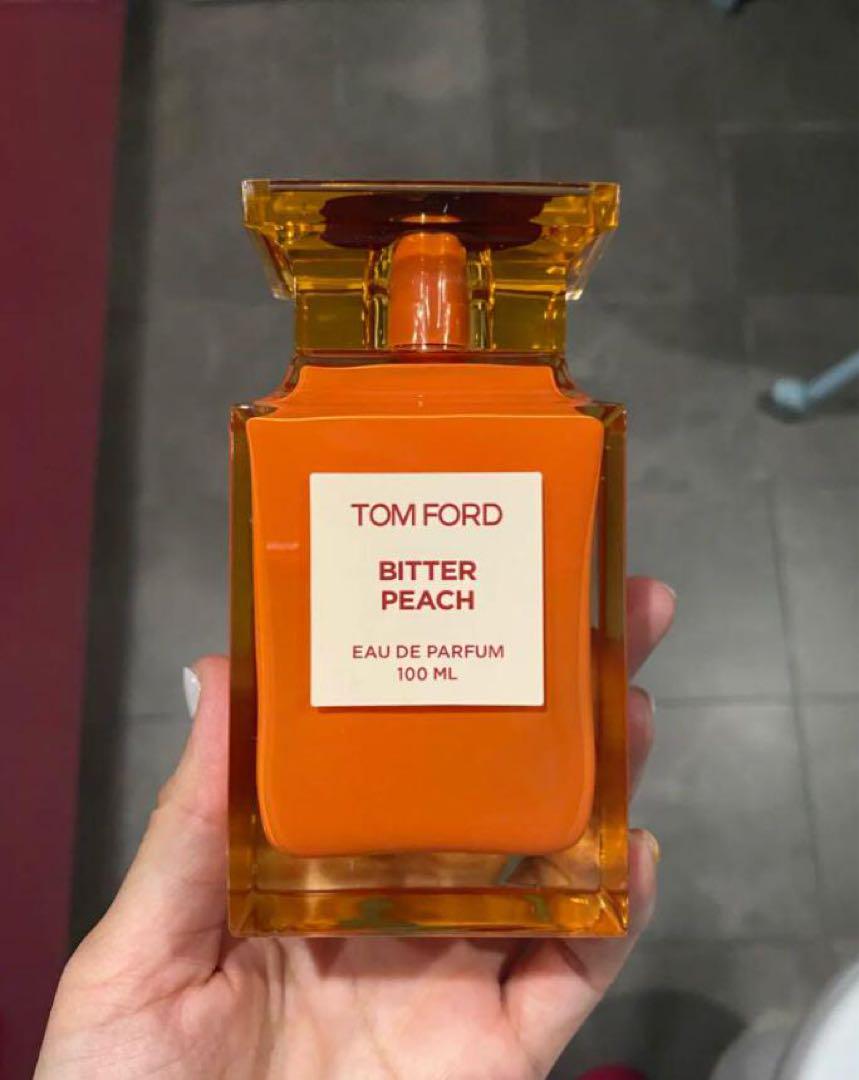 TOM FORD
BITTER
PEACH
EAU DE PARFUM
100 ML